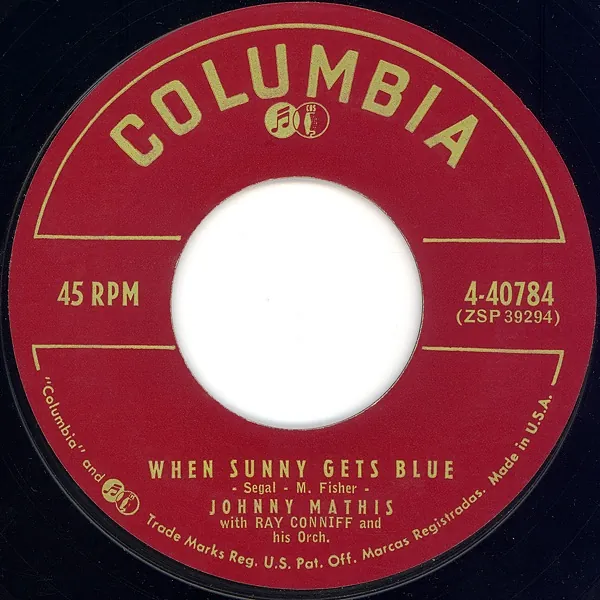 COLUMBIA
CBS
45 RPM
4-40784
(ZSP 39294)
WHEN SUNNY GETS BLUE
- Segal - M. Fisher -
JOHNNY MATHIS
with RAY CONNIFF and
his Orch.
"Columbia" and Trade Marks Reg. U.S. Pat. Off. Marcas Registradas. Made in U.S.A.